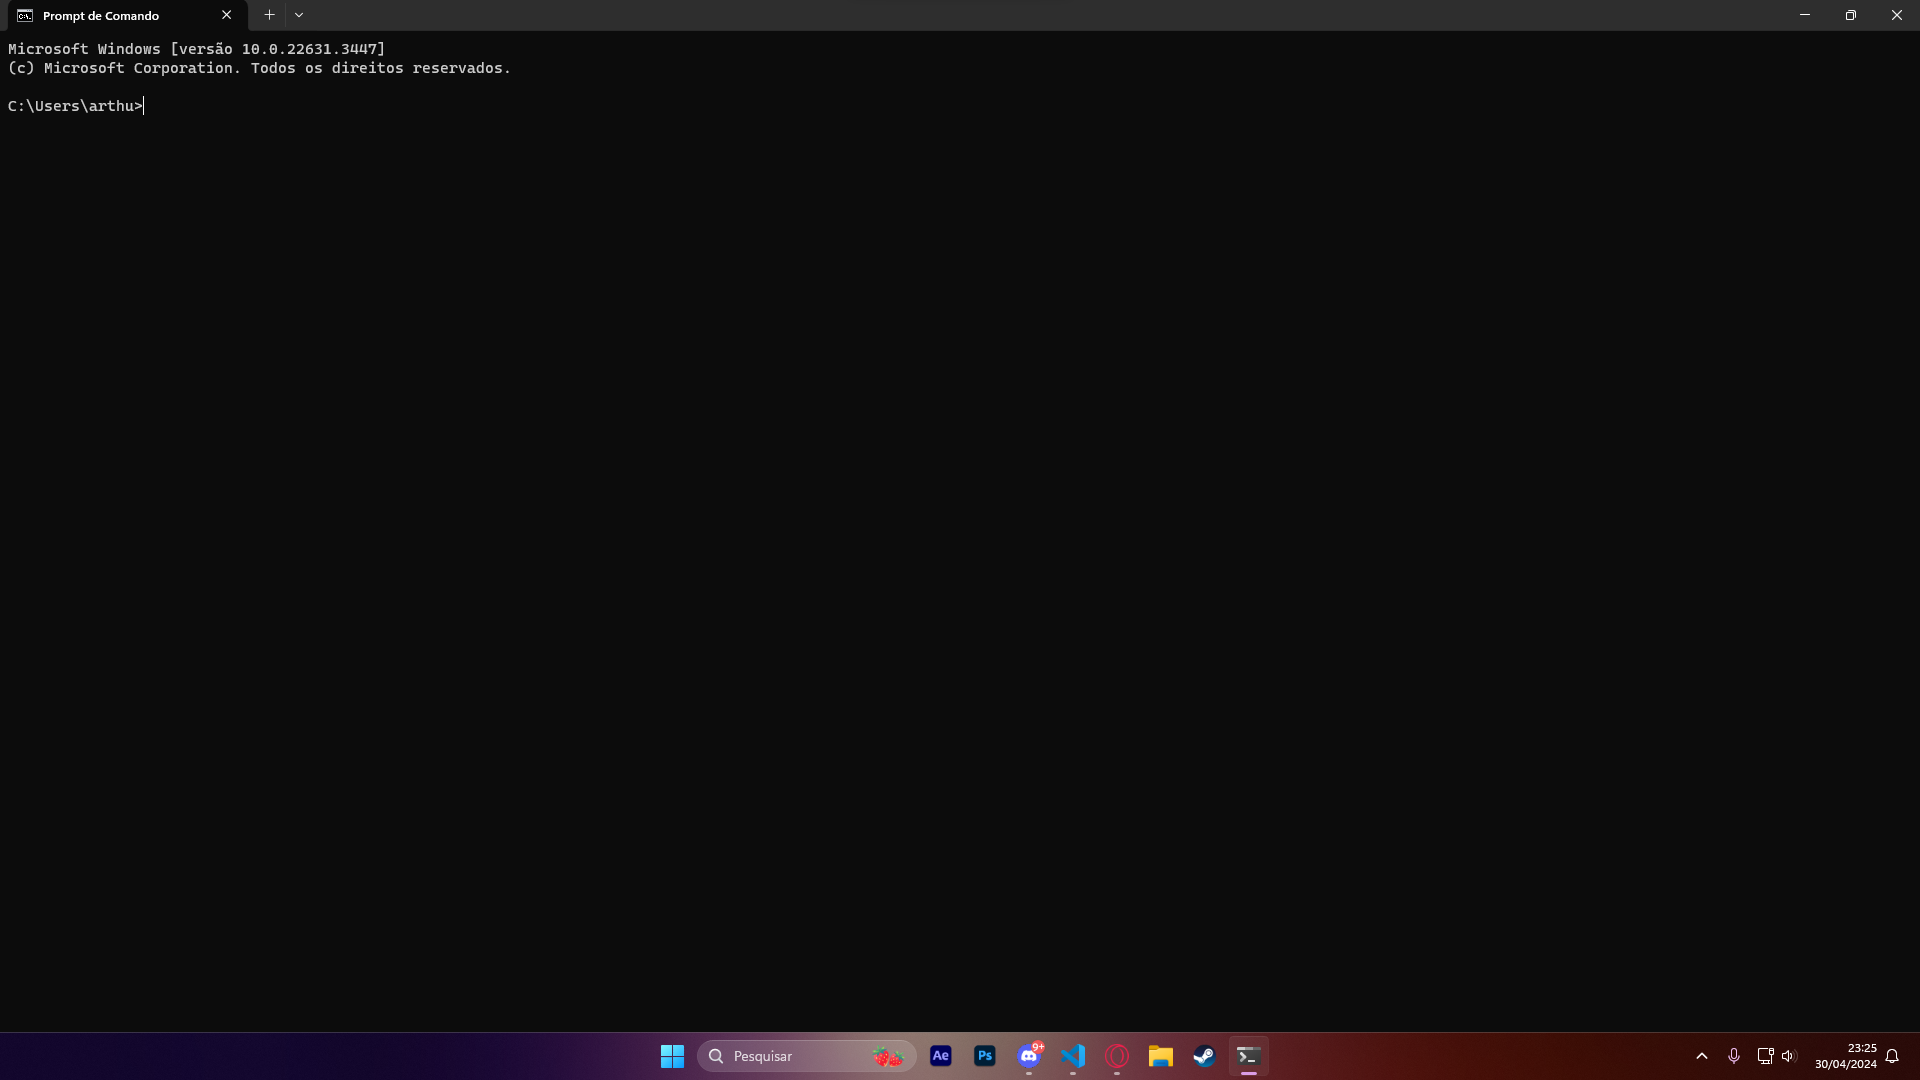 Prompt de Comando
Microsoft Windows [versão 10.0.22631.3447]
(c) Microsoft Corporation. Todos os direitos reservados.
C:\Users\arthu>
Pesquisar
Ae
Ps
9+
23:25
30/04/2024